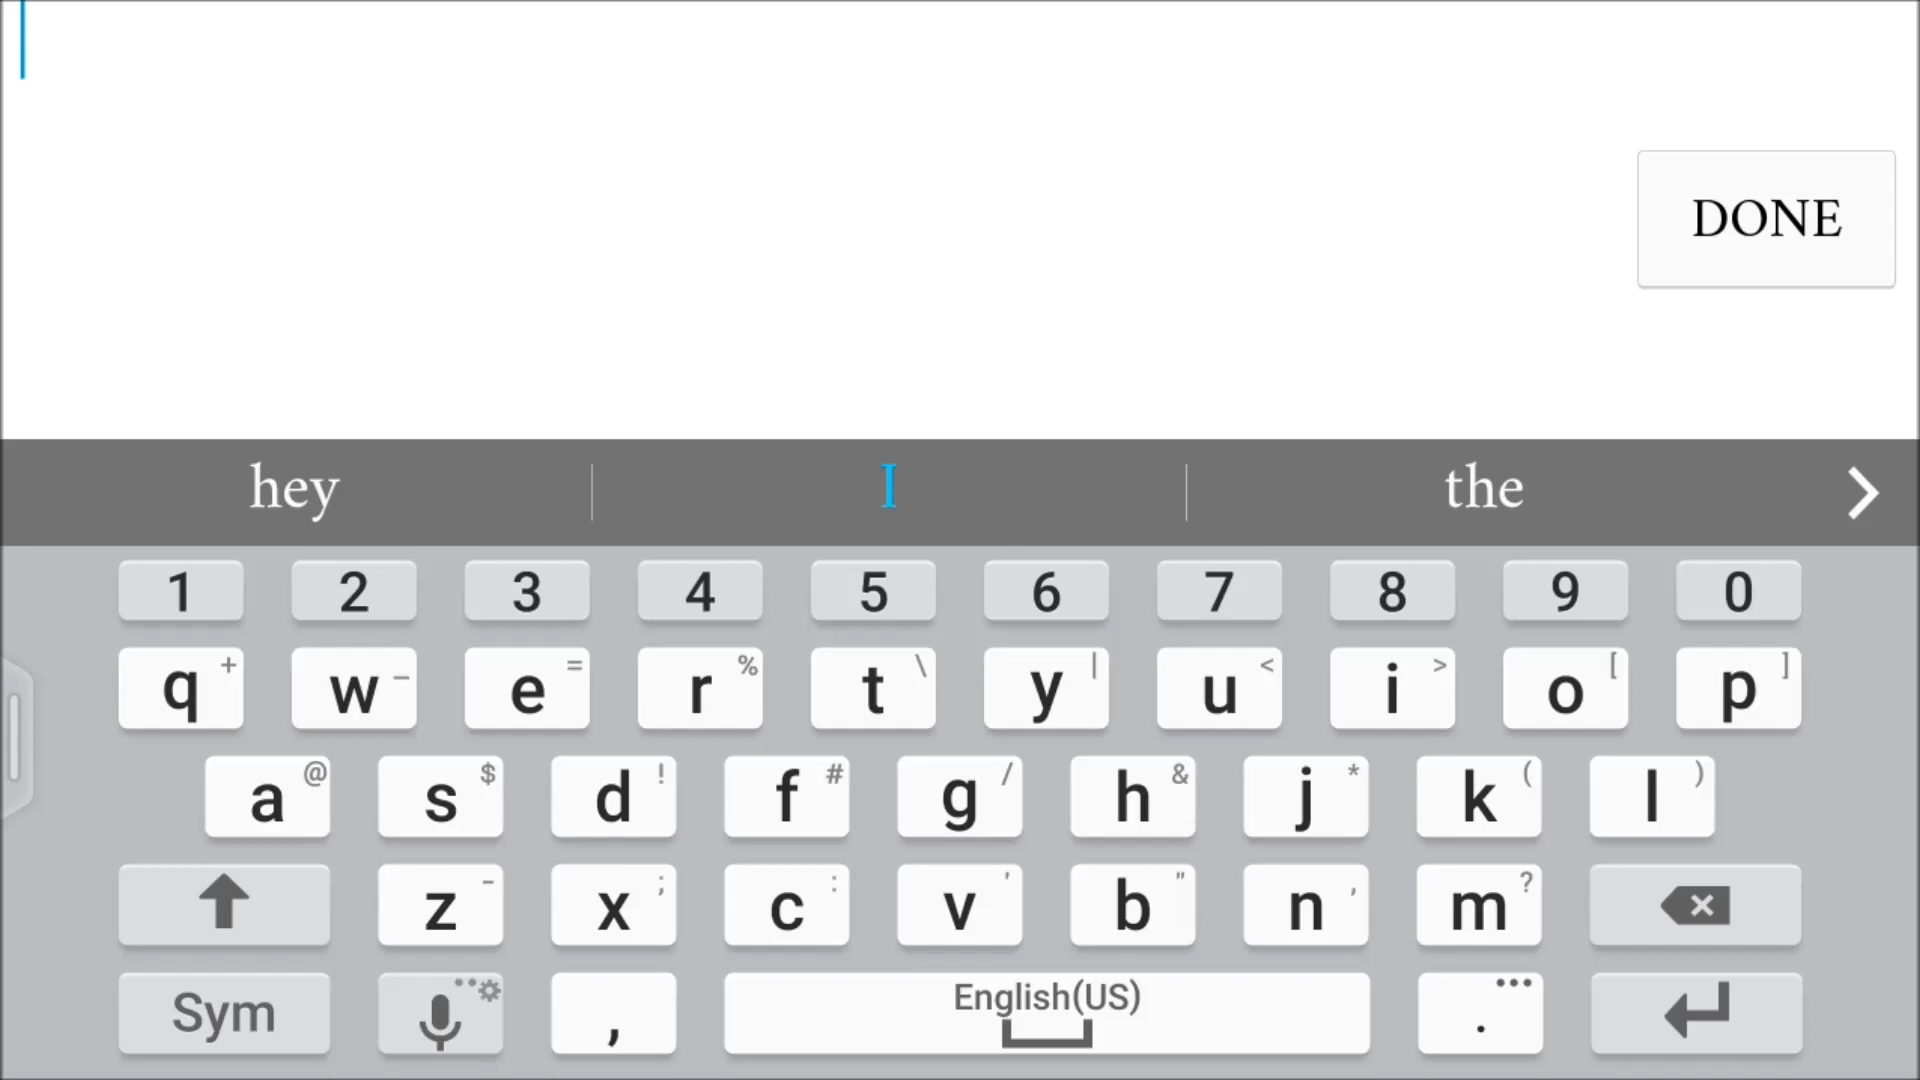 DONE
hey I the
1 2 3 4 5 6 7 8 9 0
q + w _ e = r % t \ y | u < i > o [ p ]
a @ s $ d ! f # g / h & j * k ( l )
z - x ; c : v ' b " n , m ?
Sym , English(US) .